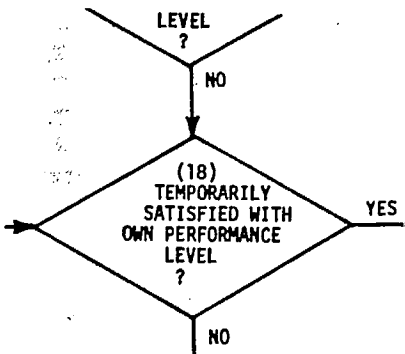 LEVEL
?
NO
(18)
TEMPORARILY
SATISFIED WITH
OWN PERFORMANCE
LEVEL
?
YES
NO